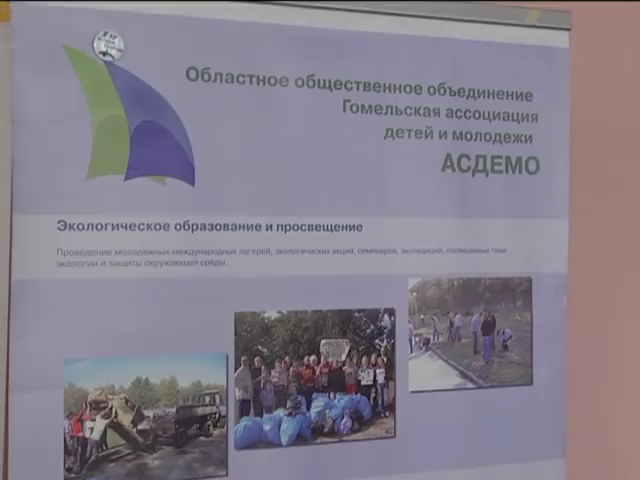 Областное общественное объединение
Гомельская ассоциация
детей и молодежи
АСДЕМО
Экологическое образование и просвещение
Проведение молодежных международных лагерей, экологических акций, семинаров, экспедиций, посвященных теме
экологии и защиты окружающей среды.